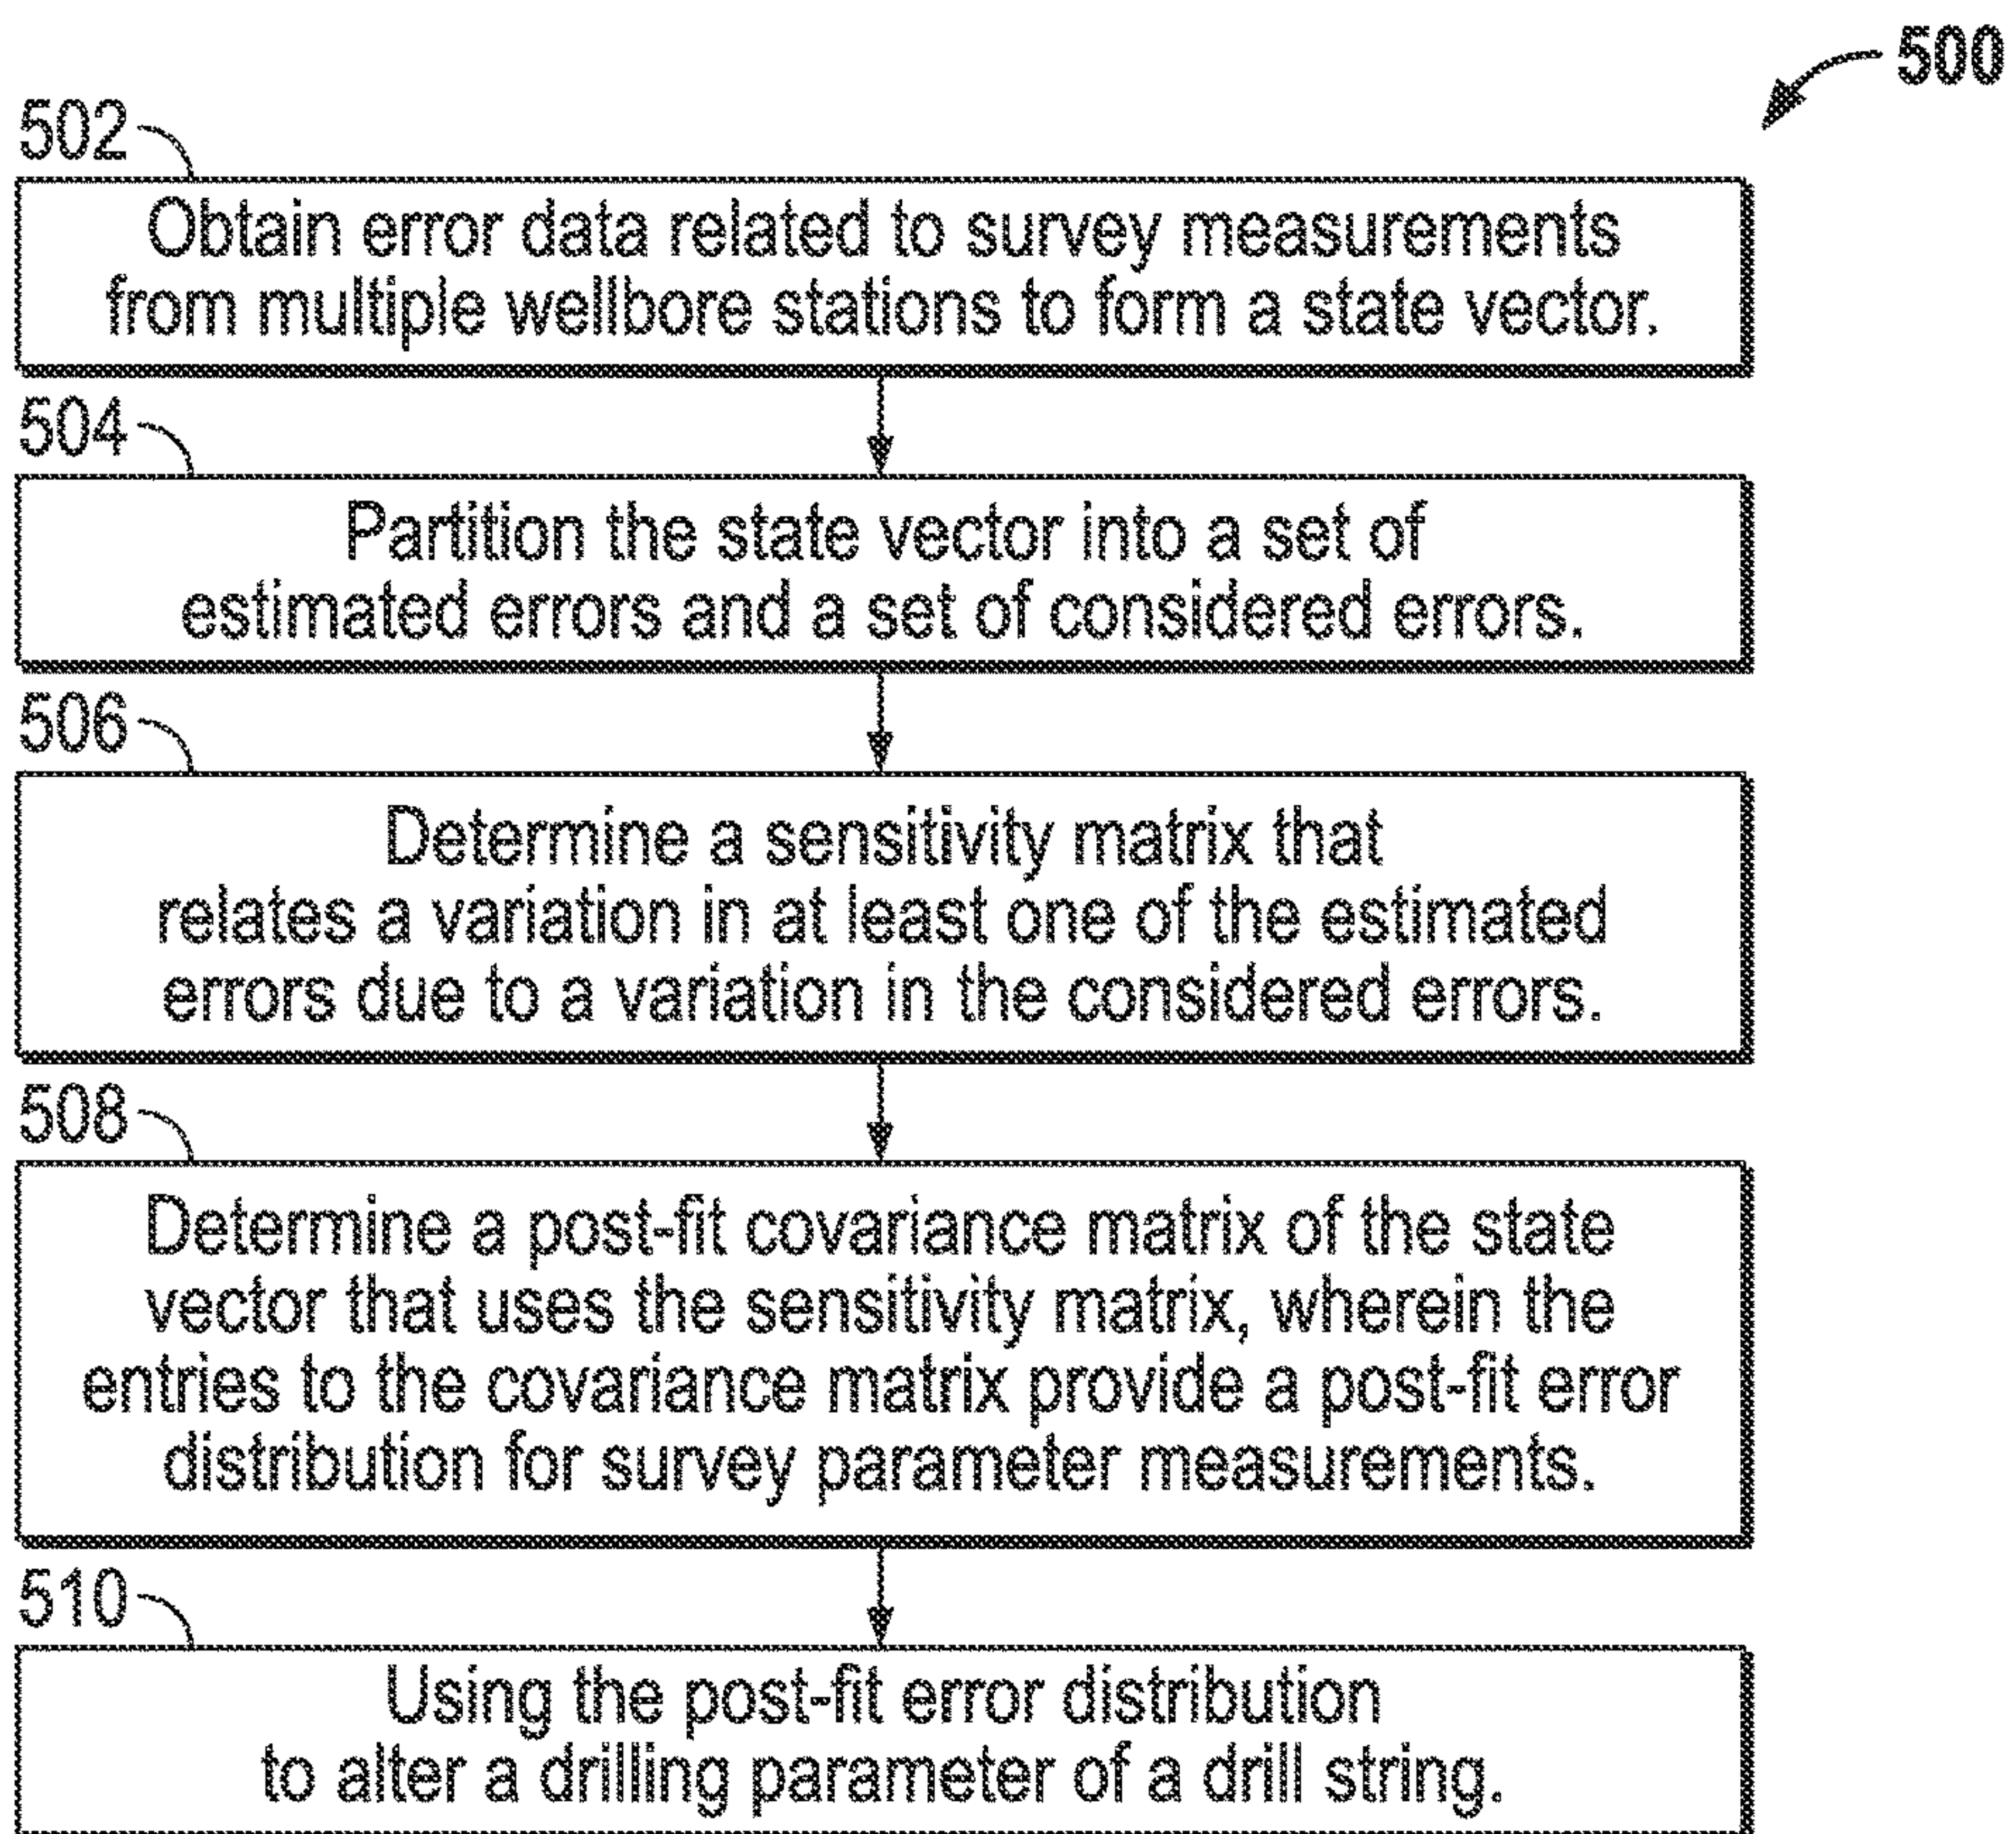 500
502
Obtain error data related to survey measurements
from multiple wellbore stations to form a state vector.
504
Partition the state vector into a set of
estimated errors and a set of considered errors.
506
Determine a sensitivity matrix that
relates a variation in at least one of the estimated
errors due to a variation in the considered errors.
508
Determine a post-fit covariance matrix of the state
vector that uses the sensitivity matrix, wherein the
entries to the covariance matrix provide a post-fit error
distribution for survey parameter measurements.
510
Using the post-fit error distribution
to alter a drilling parameter of a drill string.